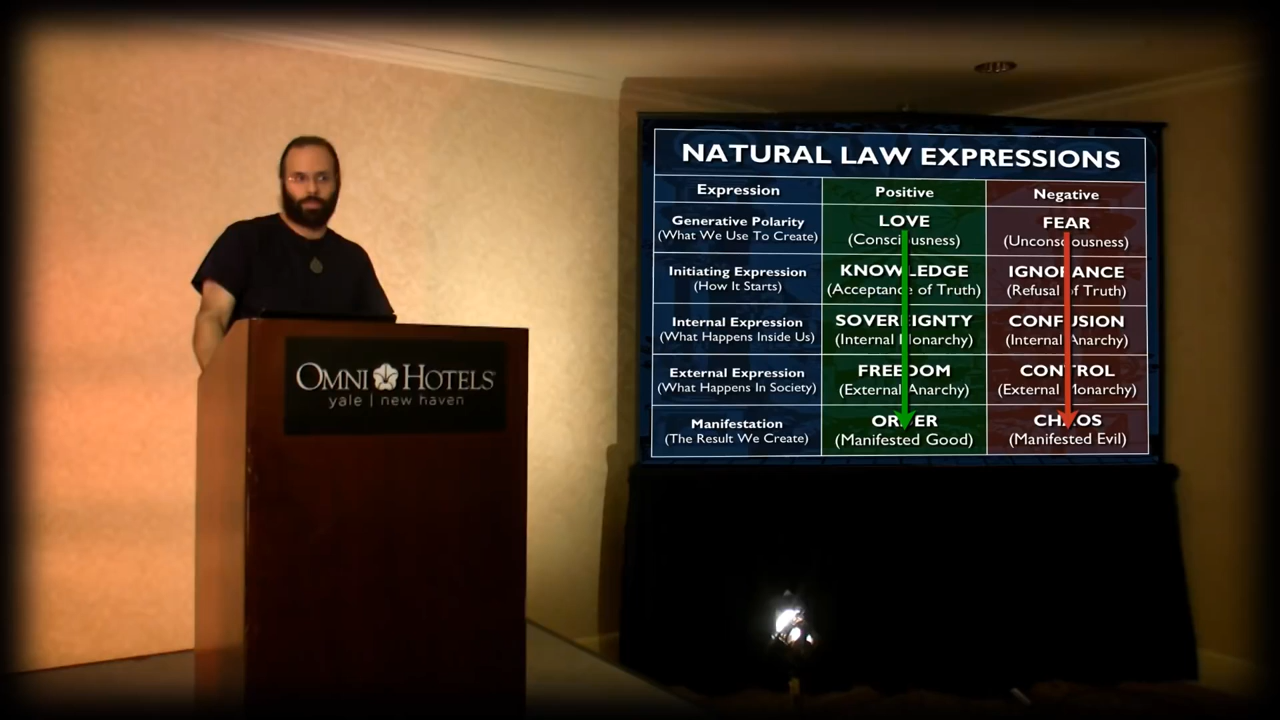 NATURAL LAW EXPRESSIONS
Expression Positive Negative
Generative Polarity LOVE FEAR
(What We Use To Create) (Consciousness) (Unconsciousness)
Initiating Expression KNOWLEDGE IGNORANCE
(How It Starts) (Acceptance of Truth) (Refusal of Truth)
Internal Expression SOVEREIGNTY CONFUSION
(What Happens Inside Us) (Internal Monarchy) (Internal Anarchy)
External Expression FREEDOM CONTROL
(What Happens In Society) (External Anarchy) (External Monarchy)
Manifestation ORDER CHAOS
(The Result We Create) (Manifested Good) (Manifested Evil)
OMNI HOTELS
yale | new haven